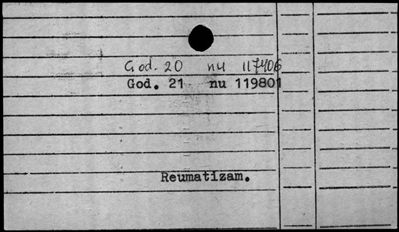 God. 20 nu 117406
God. 21 nu 119801
Reumatizam.